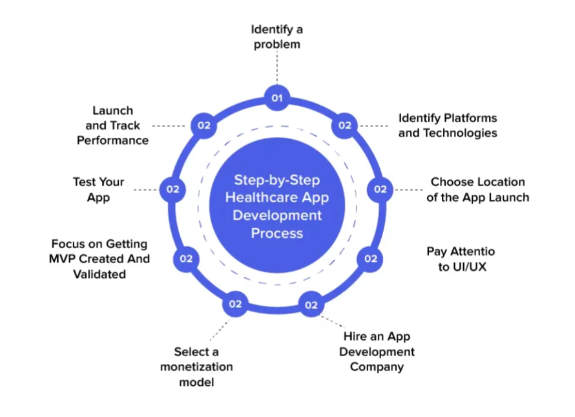 Identify a
problem
01
02
Identify Platforms
and Technologies
02
Choose Location
of the App Launch
02
Pay Attentio
to UI/UX
02
Hire an App
Development
Company
02
Select a
monetization
model
02
Focus on Getting
MVP Created And
Validated
02
Test Your
App
02
Launch
and Track
Performance
02
Step-by-Step
Healthcare App
Development
Process